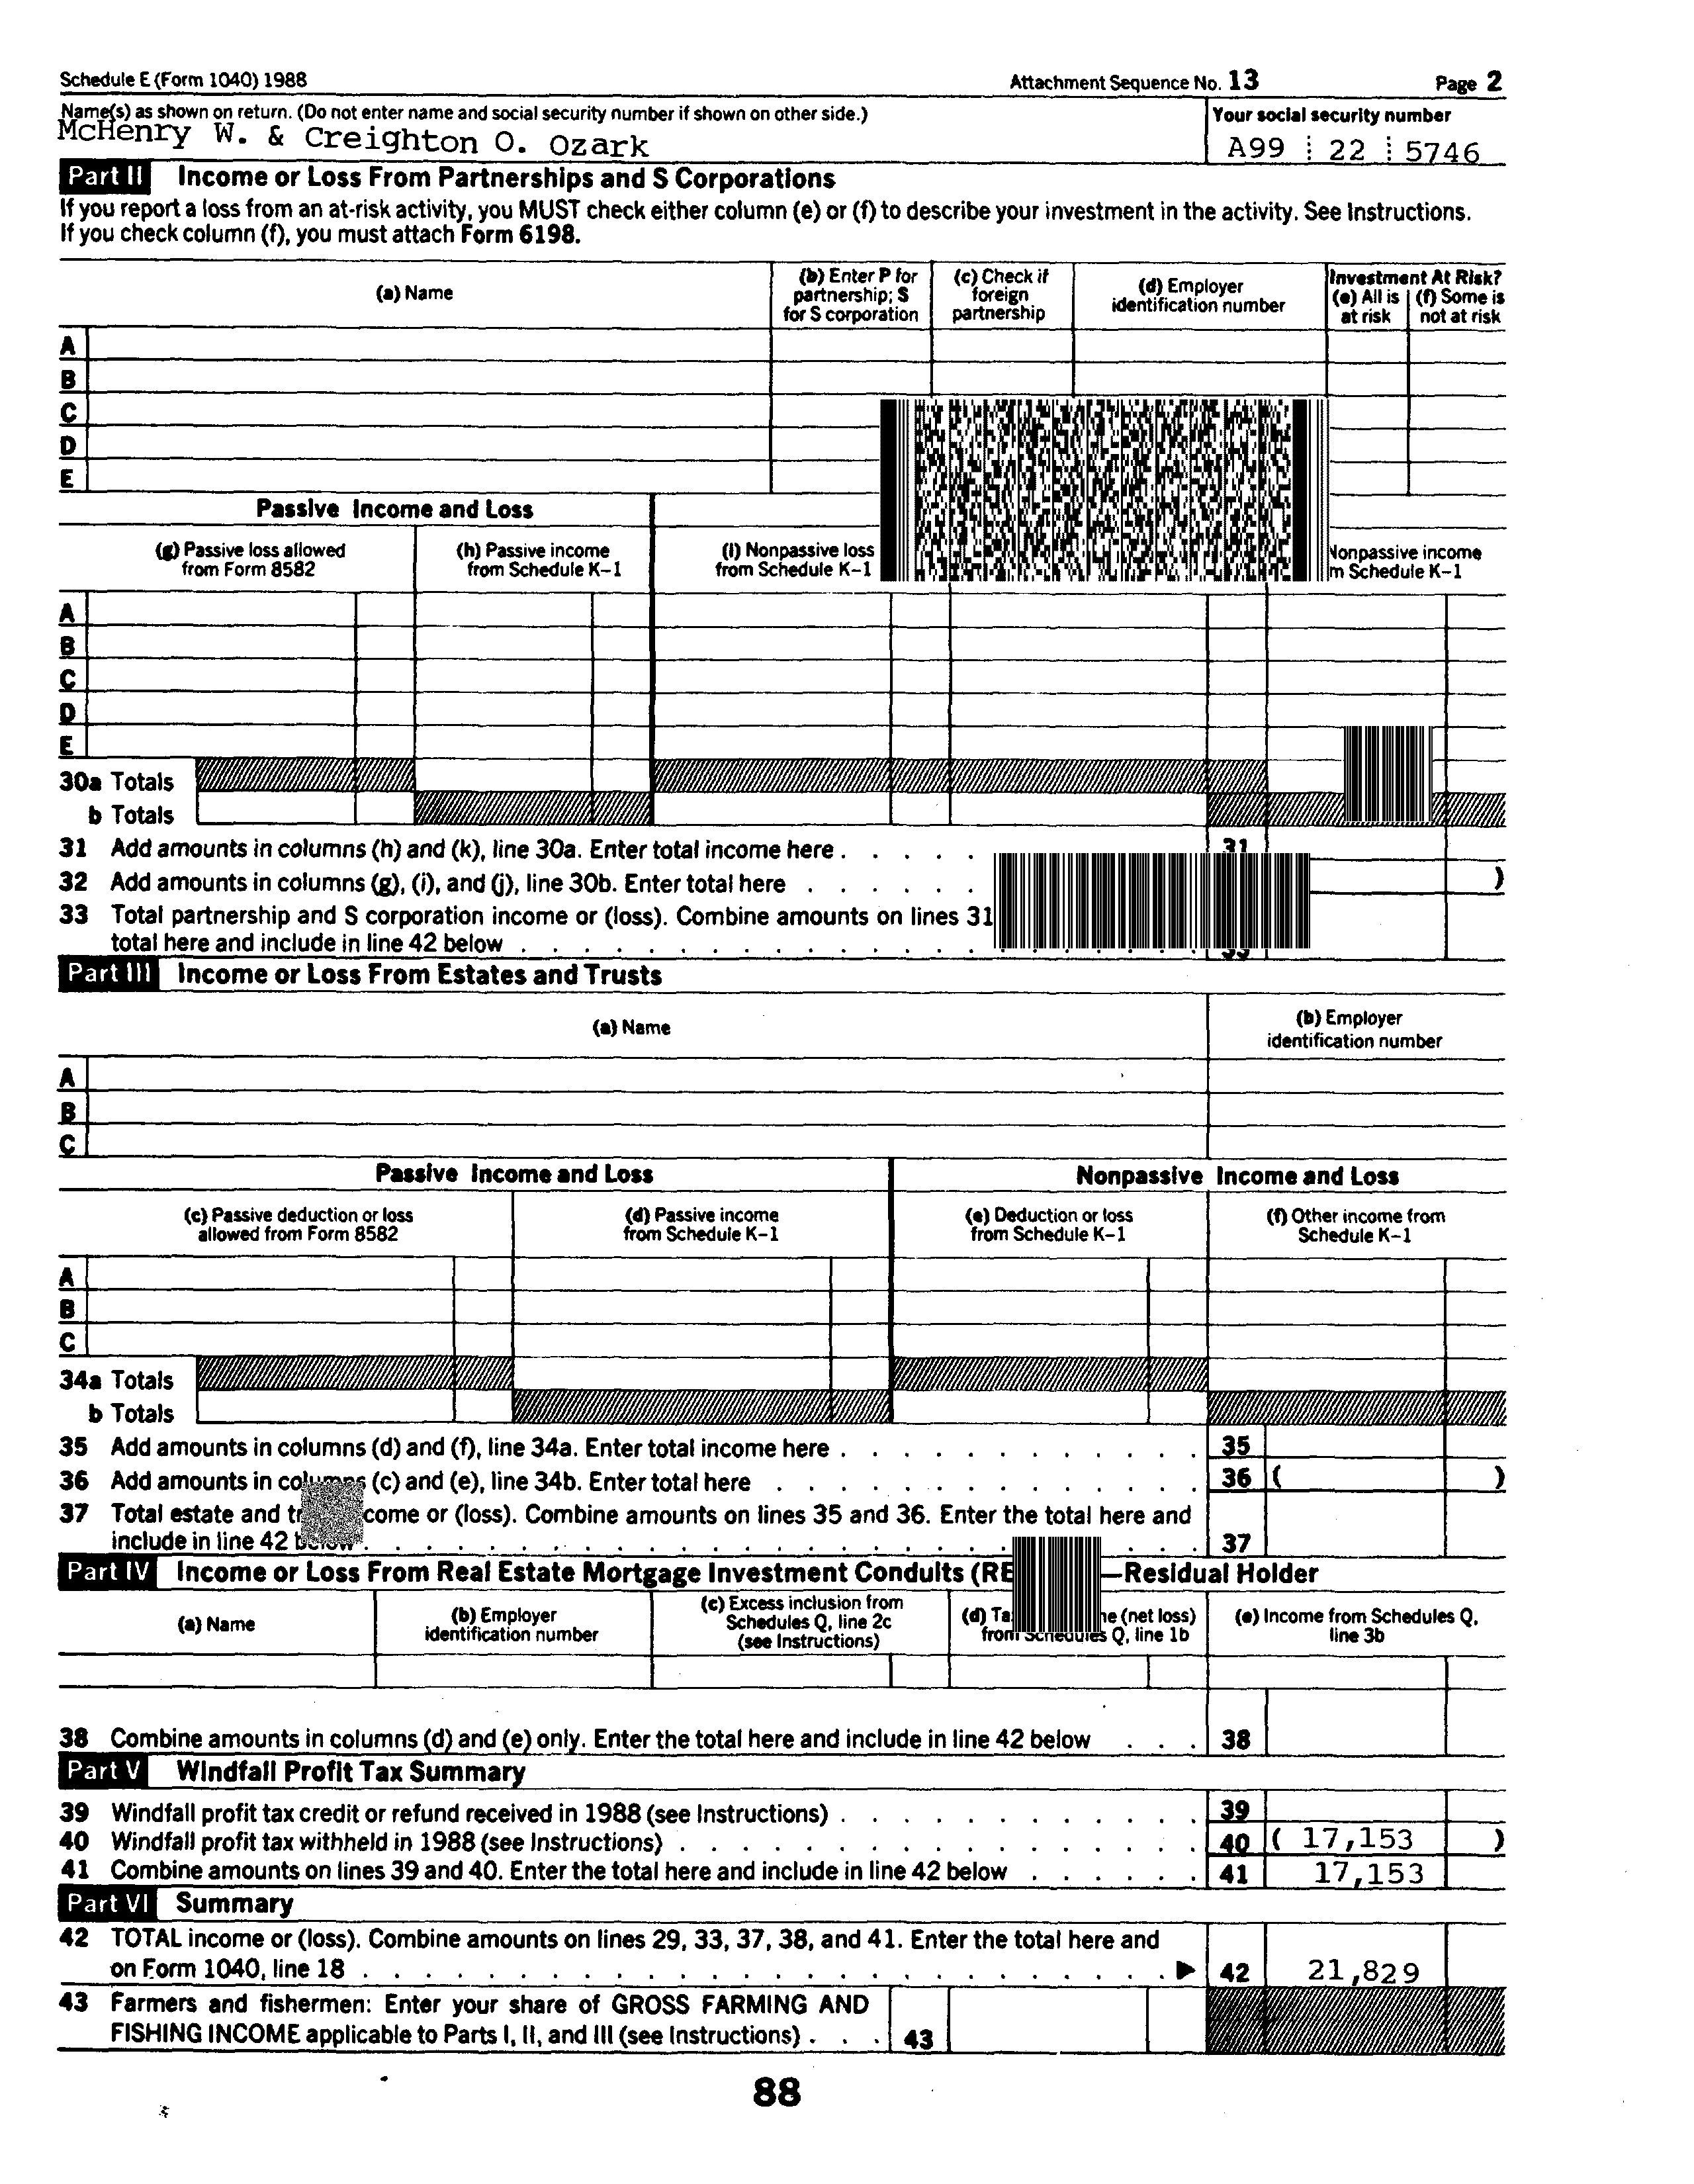 Schedule E (Form 1040) 1988 Attachment Sequence No. 13 Page 2
Name(s) as shown on return. (Do not enter name and social security number if shown on other side.) Your social security number
McHenry W. & Creighton O. Ozark A99 22 5746
Part II Income or Loss From Partnerships and S Corporations
If you report a loss from an at-risk activity, you MUST check either column (e) or (f) to describe your investment in the activity. See Instructions.
If you check column (f), you must attach Form 6198.
(a) Name
(b) Enter P for
partnership; S
for S corporation
(c) Check if
foreign
partnership
(d) Employer
identification number
Investment At Risk?
(e) All is
at risk
(f) Some is
not at risk
A
B
C
D
E
Passive Income and Loss
(g) Passive loss allowed
from Form 8582
(h) Passive income
from Schedule K-1
(i) Nonpassive loss
from Schedule K-1
Nonpassive income
Schedule K-1
A
B
C
D
E
30a Totals
b Totals
31 Add amounts in columns (h) and (k), line 30a. Enter total income here . . . . . 31
32 Add amounts in columns (g), (i), and (j), line 30b. Enter total here . . . . . . )
33 Total partnership and S corporation income or (loss). Combine amounts on lines 31
total here and include in line 42 below . . . . . . . . . . 33
Part III Income or Loss From Estates and Trusts
(a) Name
(b) Employer
identification number
A
B
C
Passive Income and Loss Nonpassive Income and Loss
(c) Passive deduction or loss
allowed from Form 8582
(d) Passive income
from Schedule K-1
(e) Deduction or loss
from Schedule K-1
(f) Other income from
Schedule K-1
A
B
C
34a Totals
b Totals
35 Add amounts in columns (d) and (f), line 34a. Enter total income here . . . . . . . . . . . . 35
36 Add amounts in columns (c) and (e), line 34b. Enter total here . . . . . . . . . . . . . . 36 ( )
37 Total estate and come or (loss). Combine amounts on lines 35 and 36. Enter the total here and
include in line 42 below . . . . . . . . . . . . . . 37
Part IV Income or Loss From Real Estate Mortgage Investment Conduits (RE —Residual Holder
(a) Name
(b) Employer
identification number
(c) Excess inclusion from
Schedules Q, line 2c
(see Instructions)
(d) (net loss)
from Schedules Q, line 1b
(e) Income from Schedules Q,
line 3b
38 Combine amounts in columns (d) and (e) only. Enter the total here and include in line 42 below . . . 38
Part V Windfall Profit Tax Summary
39 Windfall profit tax credit or refund received in 1988 (see Instructions) . . . . . . . . . . . . 39
40 Windfall profit tax withheld in 1988 (see Instructions) . . . . . . . . . . . . . . . . . 40 ( 17,153 )
41 Combine amounts on lines 39 and 40. Enter the total here and include in line 42 below . . . . . . 41 17,153
Part VI Summary
42 TOTAL income or (loss). Combine amounts on lines 29, 33, 37, 38, and 41. Enter the total here and
on Form 1040, line 18 . . . . . . . . . . . . . . . . . . . . . . . . . . ▶ 42 21,829
43 Farmers and fishermen: Enter your share of GROSS FARMING AND
FISHING INCOME applicable to Parts I, II, and III (see Instructions) . . . 43
88